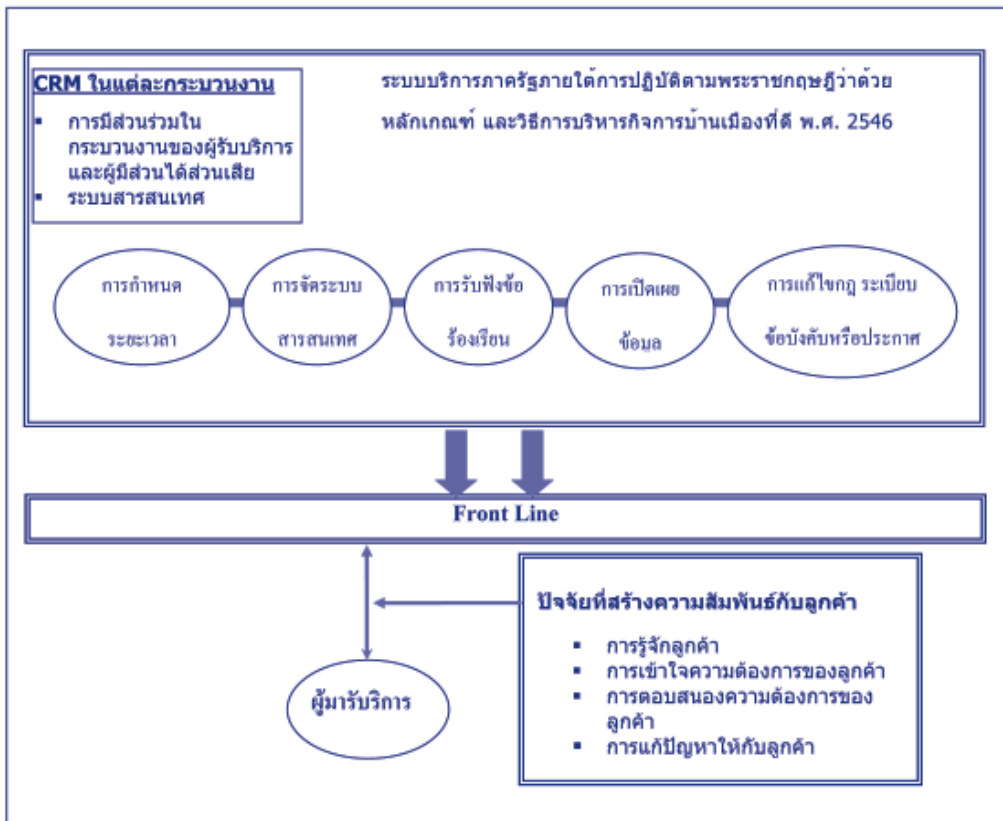 CRM ในแต่ละกระบวนงาน
▪ การมีส่วนร่วมใน
กระบวนงานของผู้รับบริการ
และผู้มีส่วนได้ส่วนเสีย
▪ ระบบสารสนเทศ
ระบบบริการภาครัฐภายใต้การปฏิบัติตามพระราชกฤษฎีว่าด้วย
หลักเกณฑ์ และวิธีการบริหารกิจการบ้านเมืองที่ดี พ.ศ. 2546
การกำหนด
ระยะเวลา
การจัดระบบ
สารสนเทศ
การรับฟังข้อ
ร้องเรียน
การเปิดเผย
ข้อมูล
การแก้ไขกฎ ระเบียบ
ข้อบังคับหรือประกาศ
Front Line
ปัจจัยที่สร้างความสัมพันธ์กับลูกค้า
▪ การรู้จักลูกค้า
▪ การเข้าใจความต้องการของลูกค้า
▪ การตอบสนองความต้องการของ
ลูกค้า
▪ การแก้ปัญหาให้กับลูกค้า
ผู้มารับบริการ